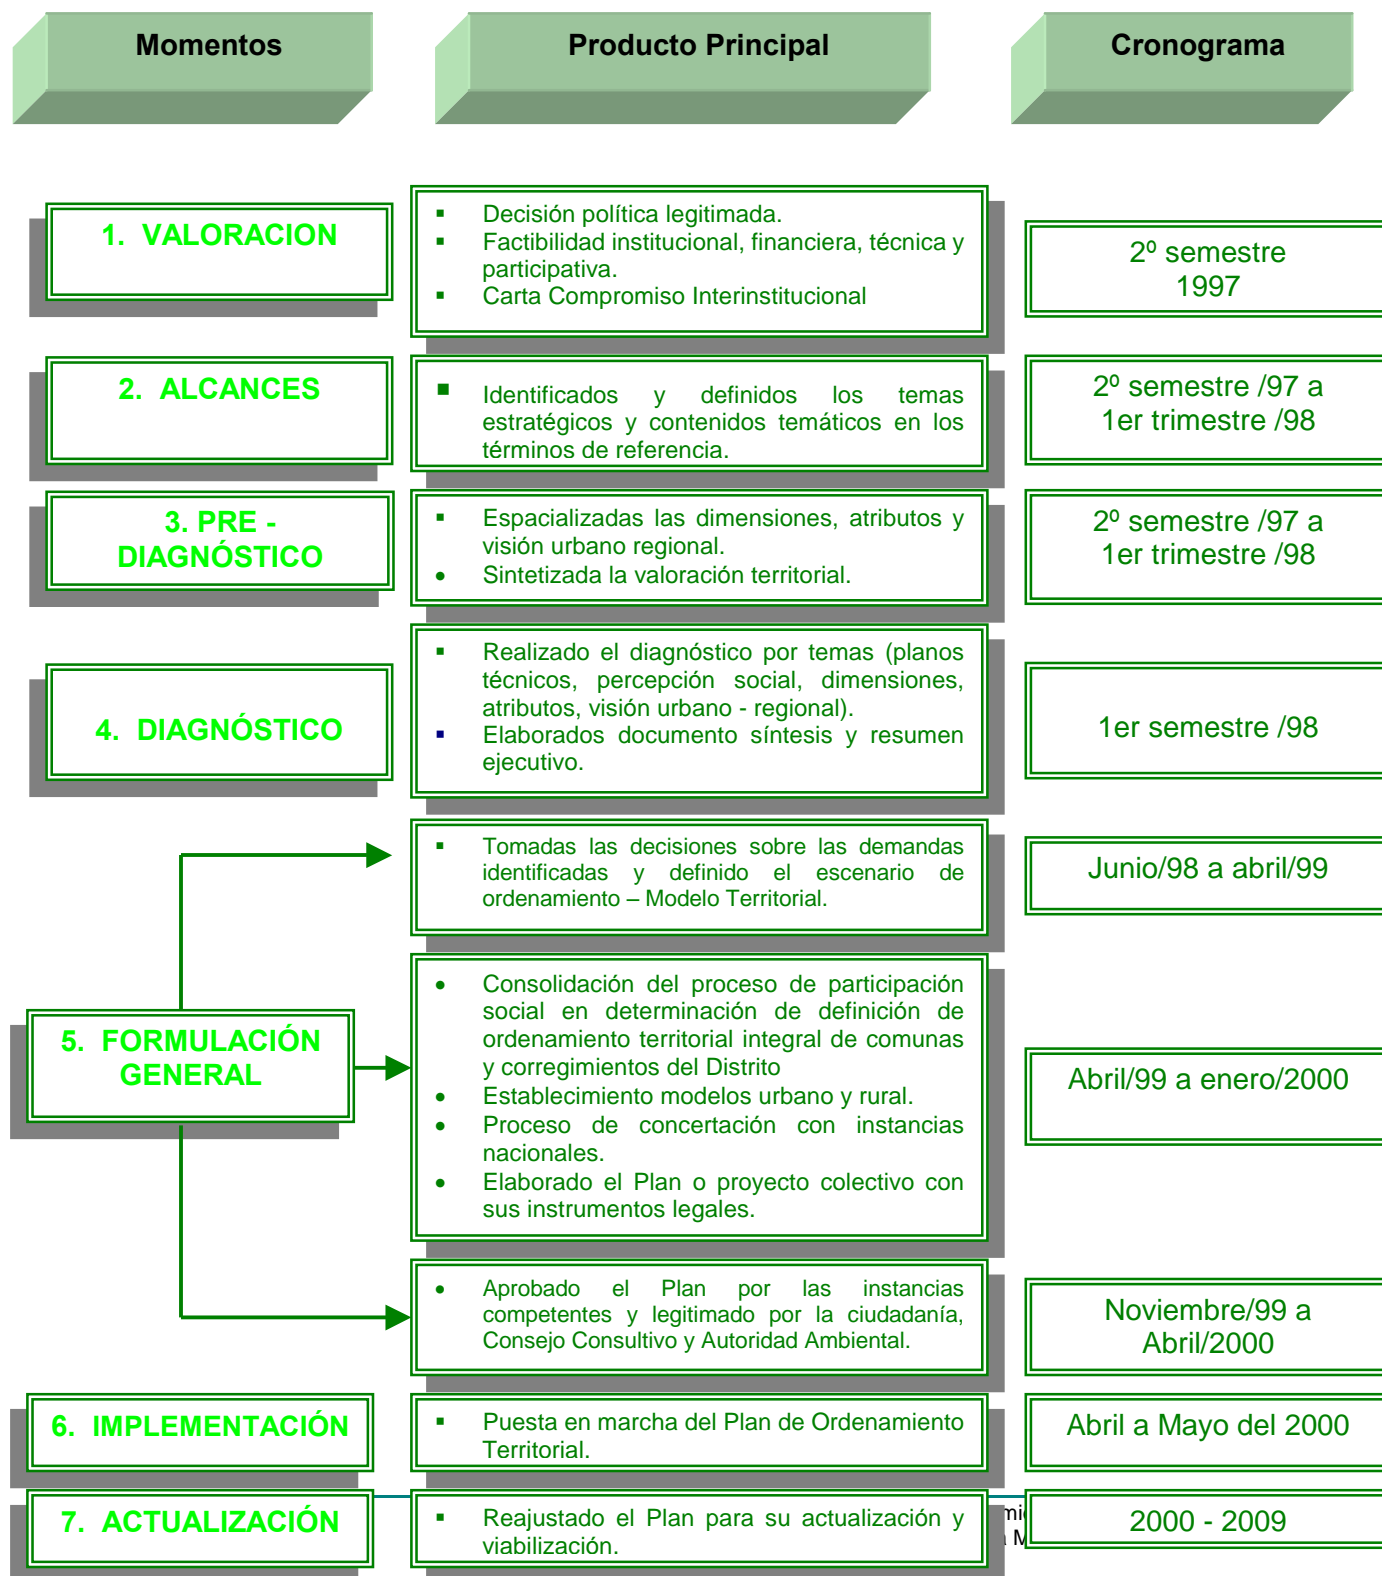 Momentos
Producto Principal
Cronograma
1. VALORACION
▪ Decisión política legitimada.
▪ Factibilidad institucional, financiera, técnica y
participativa.
▪ Carta Compromiso Interinstitucional
2º semestre
1997
2. ALCANCES
▪ Identificados y definidos los temas
estratégicos y contenidos temáticos en los
términos de referencia.
2º semestre /97 a
1er trimestre /98
3. PRE -
DIAGNÓSTICO
▪ Espacializadas las dimensiones, atributos y
visión urbano regional.
• Sintetizada la valoración territorial.
2º semestre /97 a
1er trimestre /98
4. DIAGNÓSTICO
▪ Realizado el diagnóstico por temas (planos
técnicos, percepción social, dimensiones,
atributos, visión urbano - regional).
▪ Elaborados documento síntesis y resumen
ejecutivo.
1er semestre /98
5. FORMULACIÓN
GENERAL
▪ Tomadas las decisiones sobre las demandas
identificadas y definido el escenario de
ordenamiento – Modelo Territorial.
Junio/98 a abril/99
• Consolidación del proceso de participación
social en determinación de definición de
ordenamiento territorial integral de comunas
y corregimientos del Distrito
• Establecimiento modelos urbano y rural.
• Proceso de concertación con instancias
nacionales.
• Elaborado el Plan o proyecto colectivo con
sus instrumentos legales.
Abril/99 a enero/2000
• Aprobado el Plan por las instancias
competentes y legitimado por la ciudadanía,
Consejo Consultivo y Autoridad Ambiental.
Noviembre/99 a
Abril/2000
6. IMPLEMENTACIÓN
▪ Puesta en marcha del Plan de Ordenamiento
Territorial.
Abril a Mayo del 2000
7. ACTUALIZACIÓN
▪ Reajustado el Plan para su actualización y
viabilización.
2000 - 2009